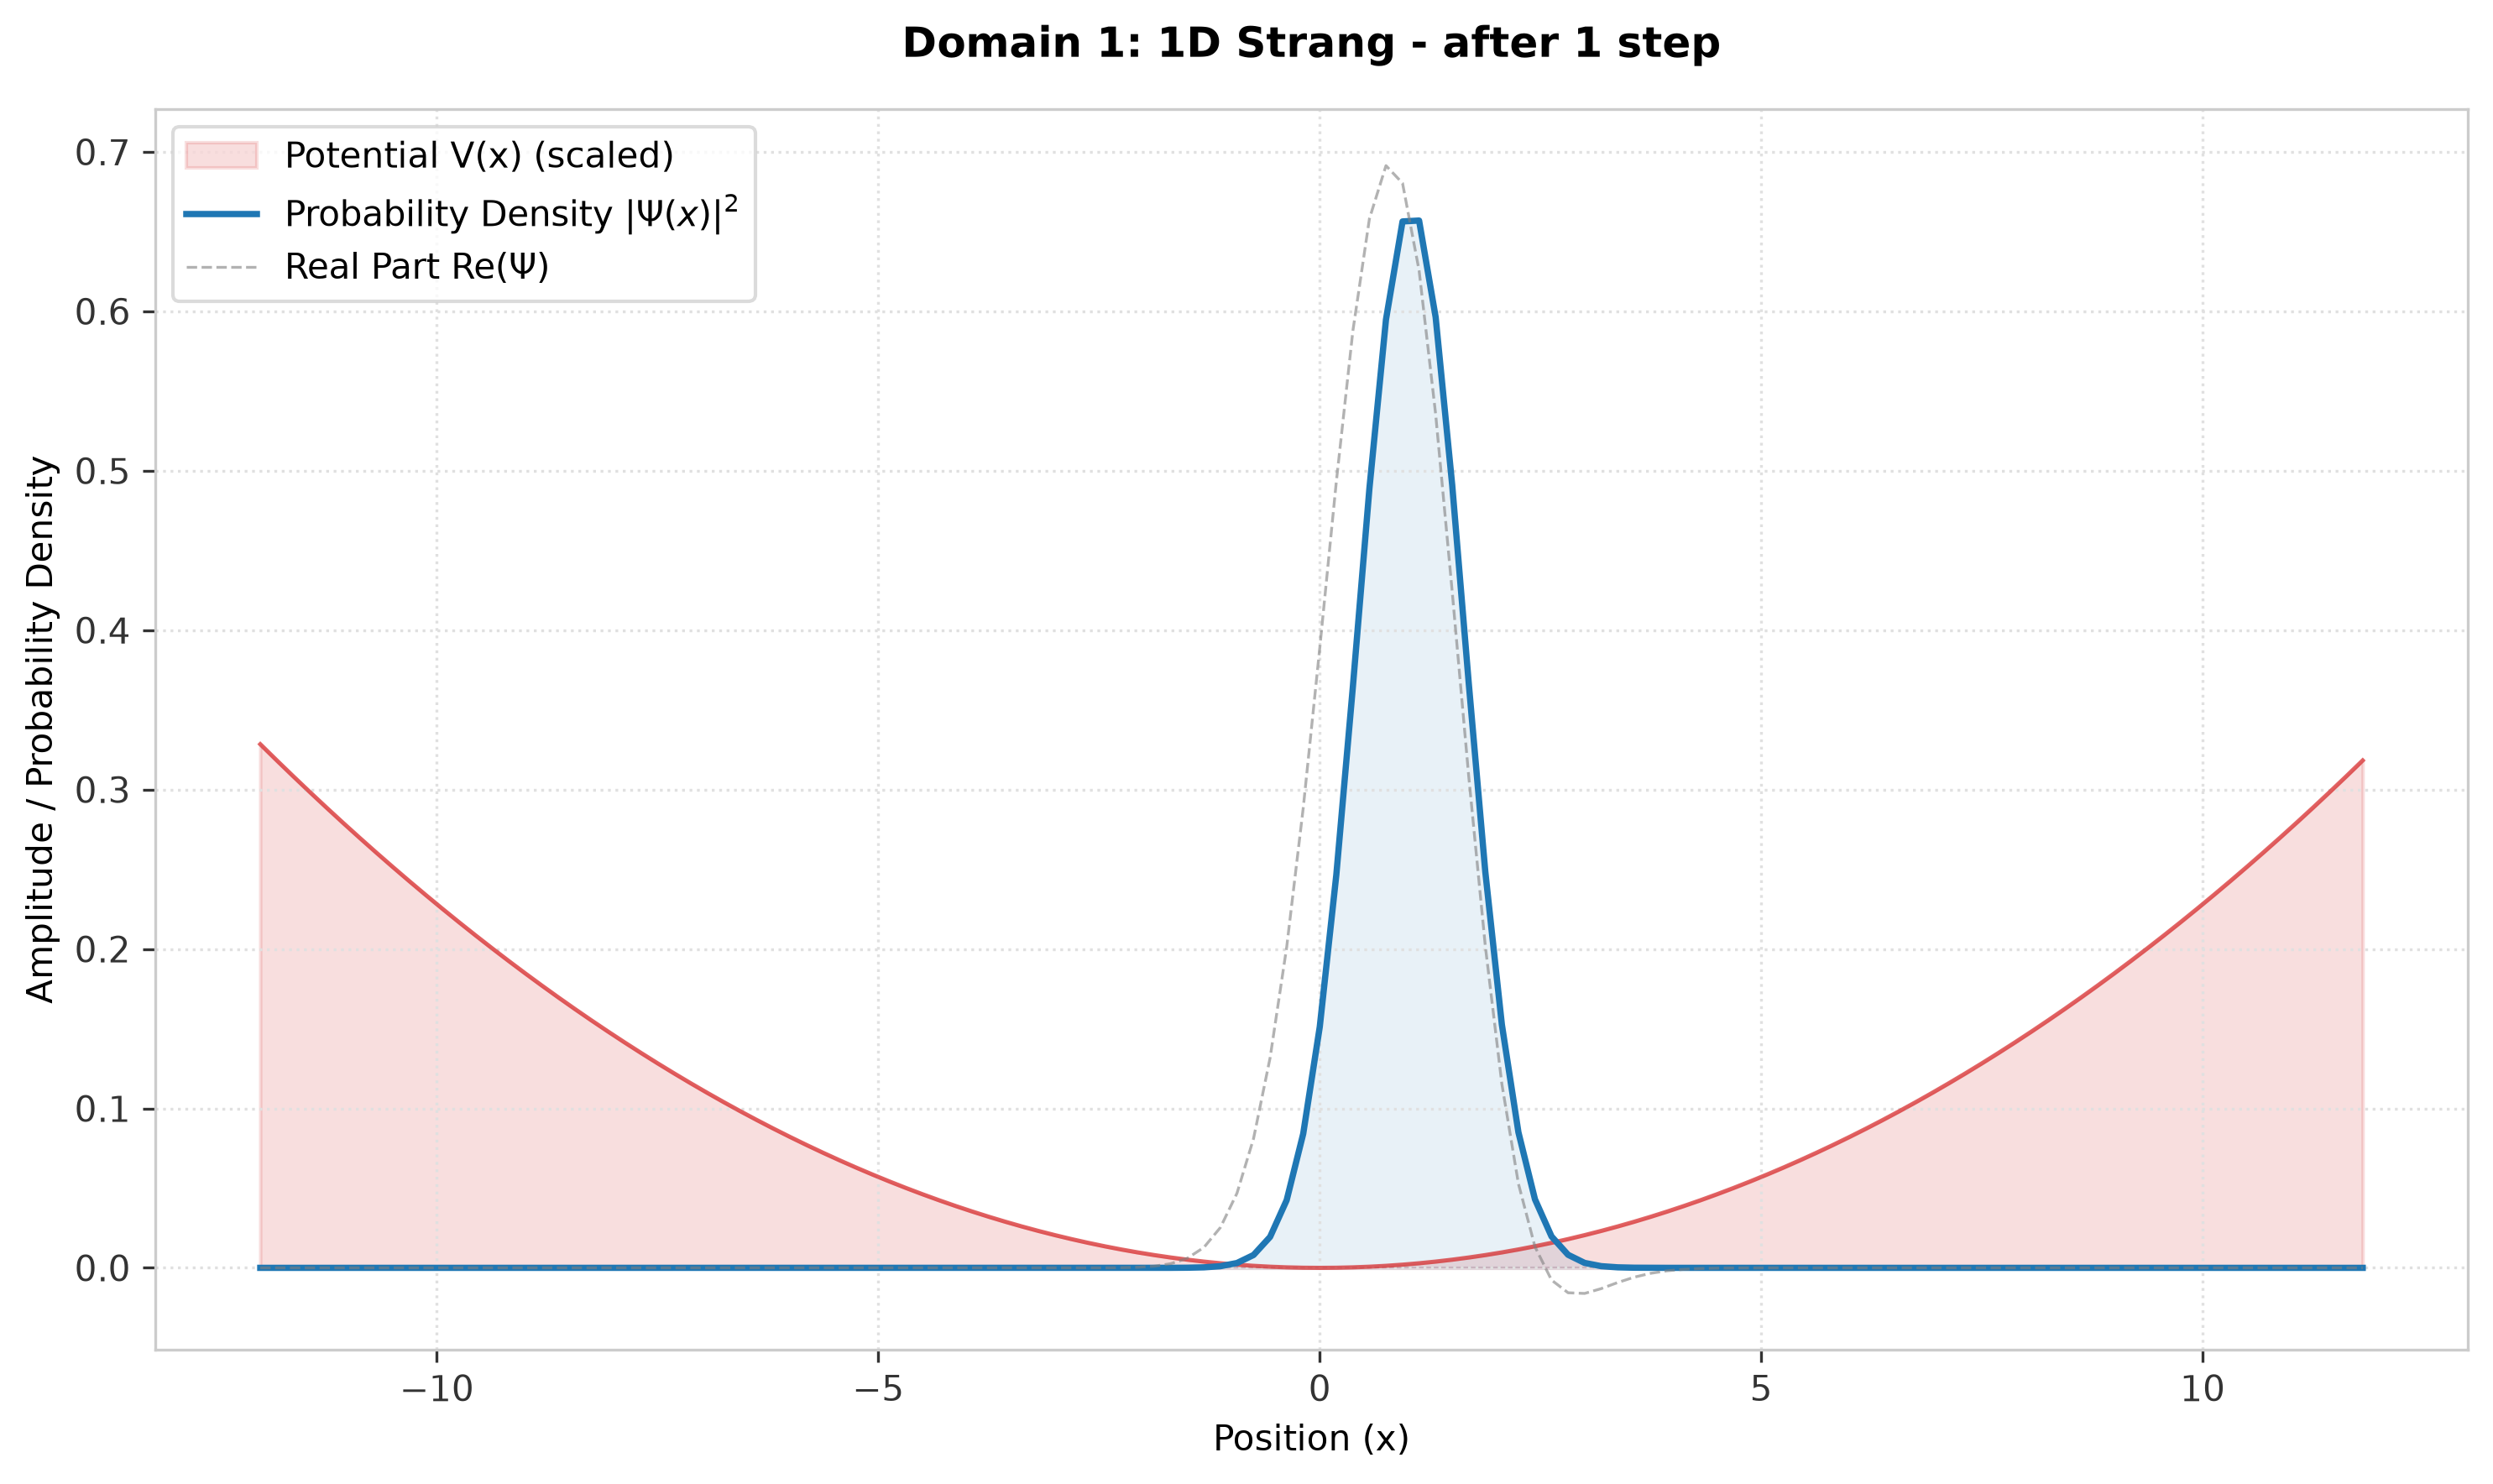 Domain 1: 1D Strang - after 1 step
Potential V(x) (scaled)
Probability Density |Ψ(x)|²
Real Part Re(Ψ)
Amplitude / Probability Density
0.7
0.6
0.5
0.4
0.3
0.2
0.1
0.0
−10
−5
0
5
10
Position (x)